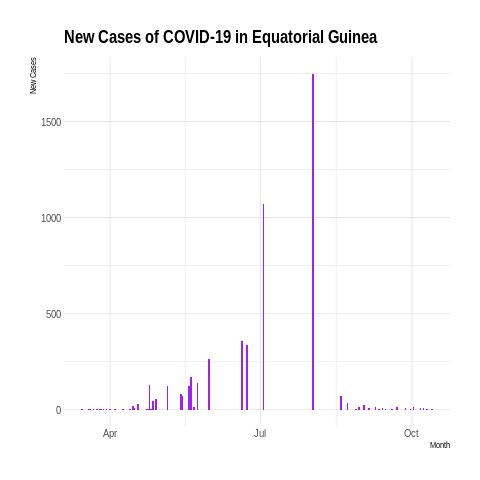 New Cases of COVID-19 in Equatorial Guinea
New Cases
1500
1000
500
0
Apr Jul Oct
Month